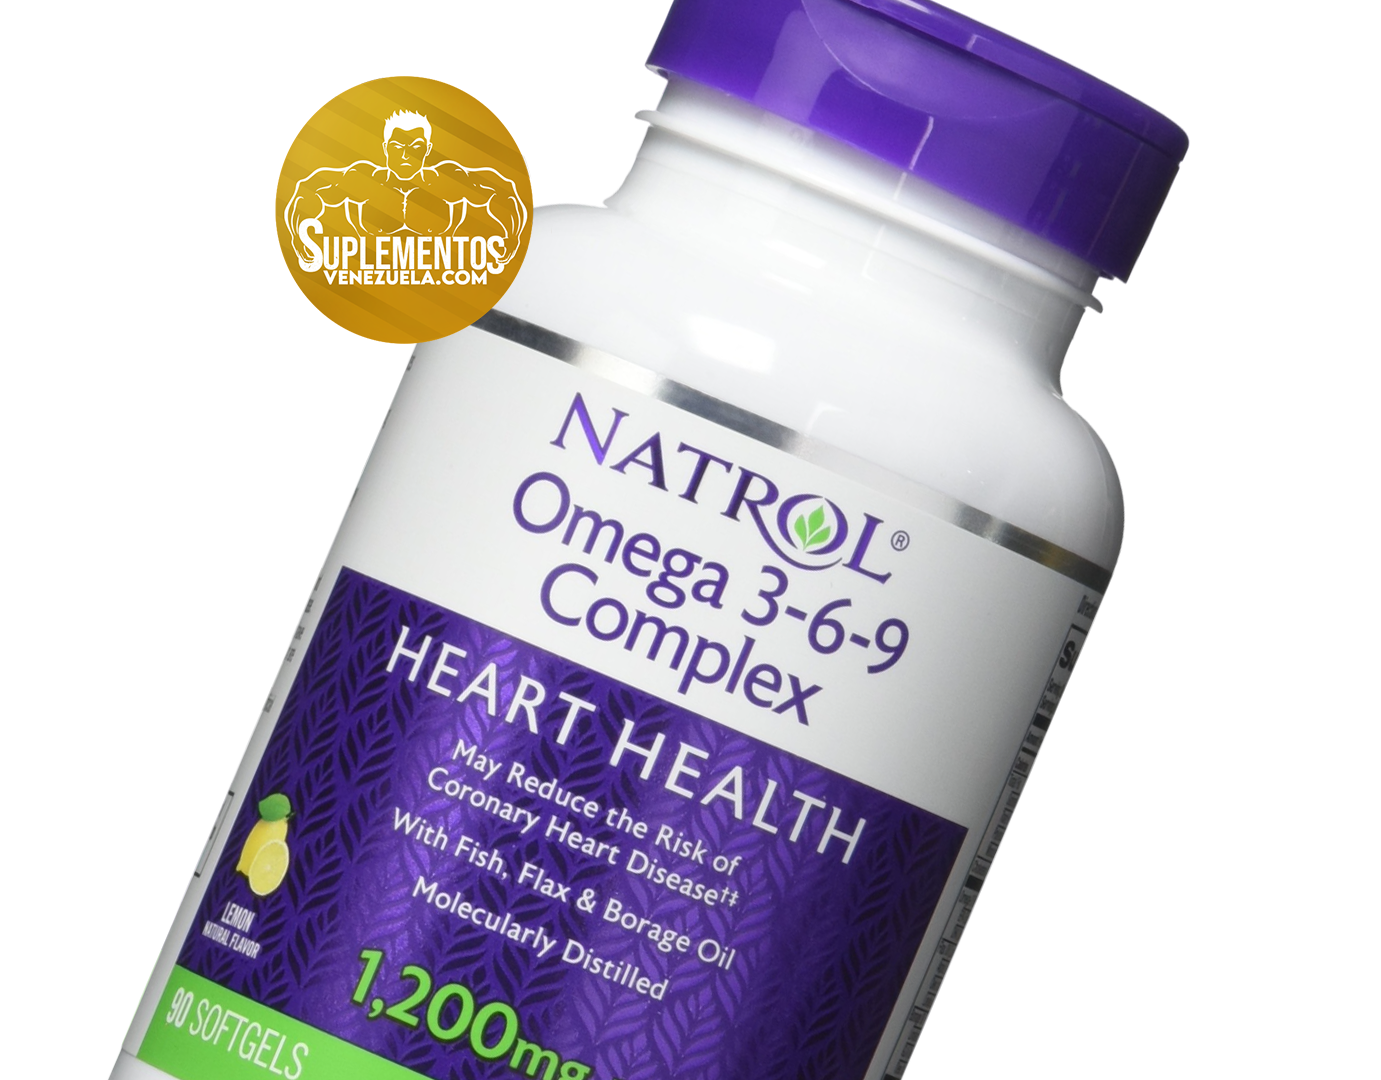 SUPLEMENTOS
VENEZUELA.COM
NATROL®
Omega 3-6-9
Complex
HEART HEALTH
May Reduce the Risk of
Coronary Heart Disease††
With Fish, Flax & Borage Oil
Molecularly Distilled
1,200mg
LEMON
NATURAL FLAVOR
90 SOFTGELS